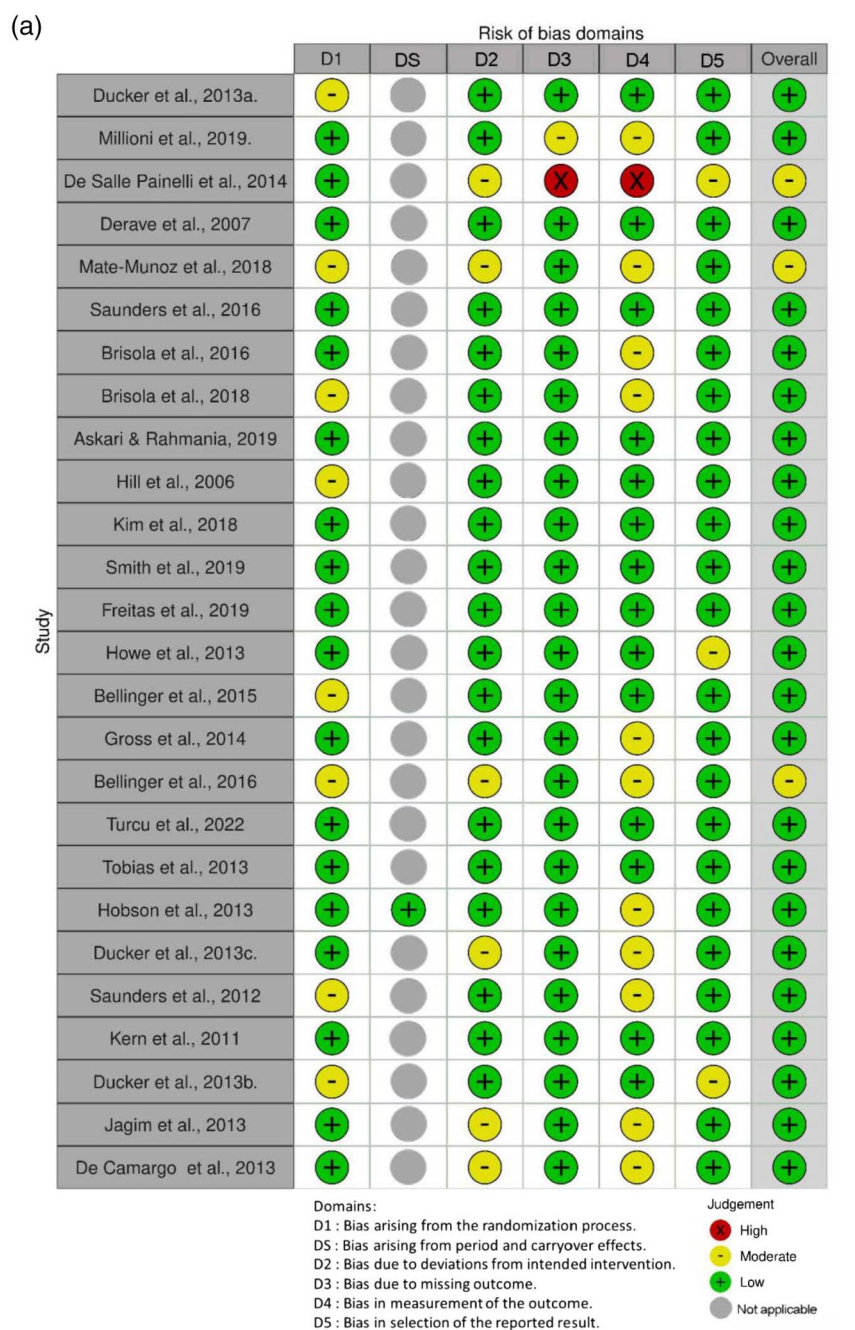 (a)
Risk of bias domains
D1 DS D2 D3 D4 D5 Overall
Ducker et al., 2013a. - + + + + +
Millioni et al., 2019. + + - - + +
De Salle Painelli et al., 2014 + - X X - -
Derave et al., 2007 + + + + + +
Mate-Munoz et al., 2018 - - + - + -
Saunders et al., 2016 + + + + + +
Brisola et al., 2016 + + + - + +
Brisola et al., 2018 - + + - + +
Askari & Rahmania, 2019 + + + + + +
Hill et al., 2006 - + + + + +
Kim et al., 2018 + + + + + +
Smith et al., 2019 + + + + + +
Freitas et al., 2019 + + + + + +
Howe et al., 2013 + + + + - +
Bellinger et al., 2015 - + + + + +
Gross et al., 2014 + + + - + +
Bellinger et al., 2016 - - + - + -
Turcu et al., 2022 + + + + + +
Tobias et al., 2013 + + + + + +
Hobson et al., 2013 + + + + - + +
Ducker et al., 2013c. + - + - + +
Saunders et al., 2012 - + + - + +
Kern et al., 2011 + + + + + +
Ducker et al., 2013b. - + + + - +
Jagim et al., 2013 + - + - + +
De Camargo et al., 2013 + - + - + +
Study
Domains:
D1 : Bias arising from the randomization process.
DS : Bias arising from period and carryover effects.
D2 : Bias due to deviations from intended intervention.
D3 : Bias due to missing outcome.
D4 : Bias in measurement of the outcome.
D5 : Bias in selection of the reported result.
Judgement
X High
- Moderate
+ Low
Not applicable